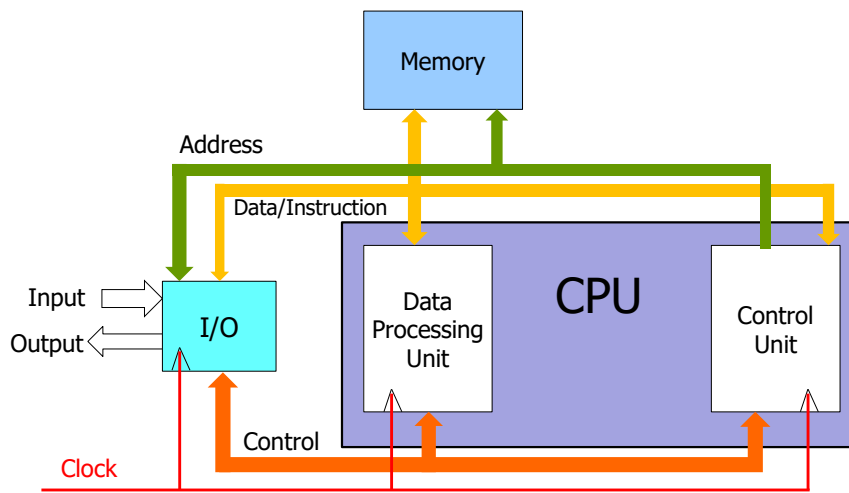 Memory
Address
Data/Instruction
Input
Output
I/O
Data
Processing
Unit
CPU
Control
Unit
Control
Clock